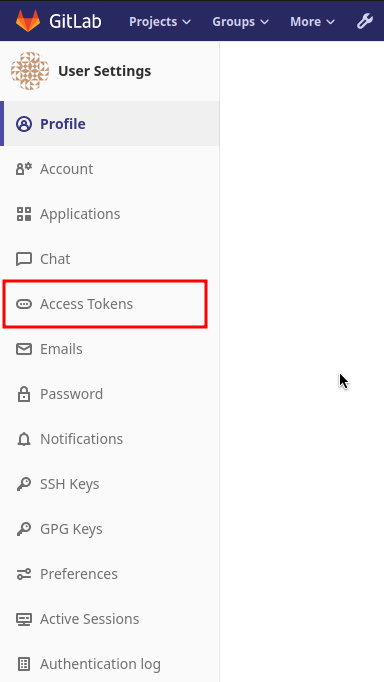 GitLab Projects Groups More
User Settings
Profile
Account
Applications
Chat
Access Tokens
Emails
Password
Notifications
SSH Keys
GPG Keys
Preferences
Active Sessions
Authentication log